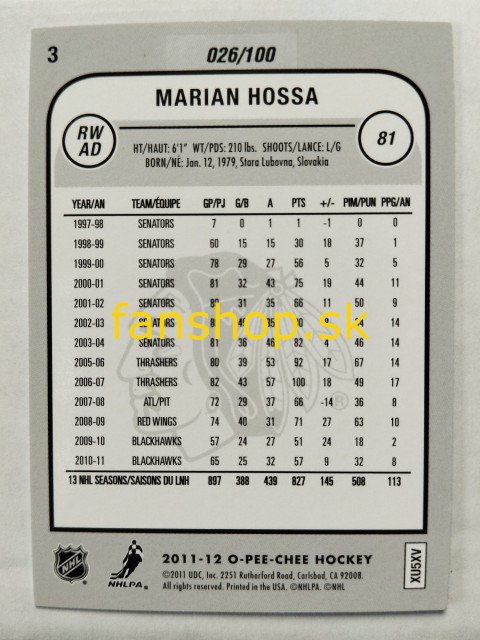 3
026/100
MARIAN HOSSA
RW
AD
81
HT/HAUT: 6'1" WT/PDS: 210 lbs. SHOOTS/LANCE: L/G
BORN/NÉ: Jan. 12, 1979, Stara Lubovna, Slovakia
YEAR/AN TEAM/ÉQUIPE GP/PJ G/B A PTS +/- PIM/PUN PPG/AN
1997-98 SENATORS 7 0 1 1 -1 0 0
1998-99 SENATORS 60 15 15 30 18 37 1
1999-00 SENATORS 78 29 27 56 5 32 5
2000-01 SENATORS 81 32 43 75 19 44 11
2001-02 SENATORS 80 31 35 66 11 50 9
2002-03 SENATORS 14
fanshop.sk
2003-04 SENATORS 81 36 46 82 4 46 14
2005-06 THRASHERS 80 39 53 92 17 67 14
2006-07 THRASHERS 82 43 57 100 18 49 17
2007-08 ATL/PIT 72 29 37 66 -14 36 8
2008-09 RED WINGS 74 40 31 71 27 63 10
2009-10 BLACKHAWKS 57 24 27 51 24 18 2
2010-11 BLACKHAWKS 65 25 32 57 9 32 8
13 NHL SEASONS/SAISONS DU LNH 897 388 439 827 145 508 113
NHL
NHLPA.
2011-12 O-PEE-CHEE HOCKEY
©2011 UDC, Inc. 2251 Rutherford Road, Carlsbad, CA 92008.
All rights reserved. Printed in the USA. ©NHLPA. ©NHL
XU5XV